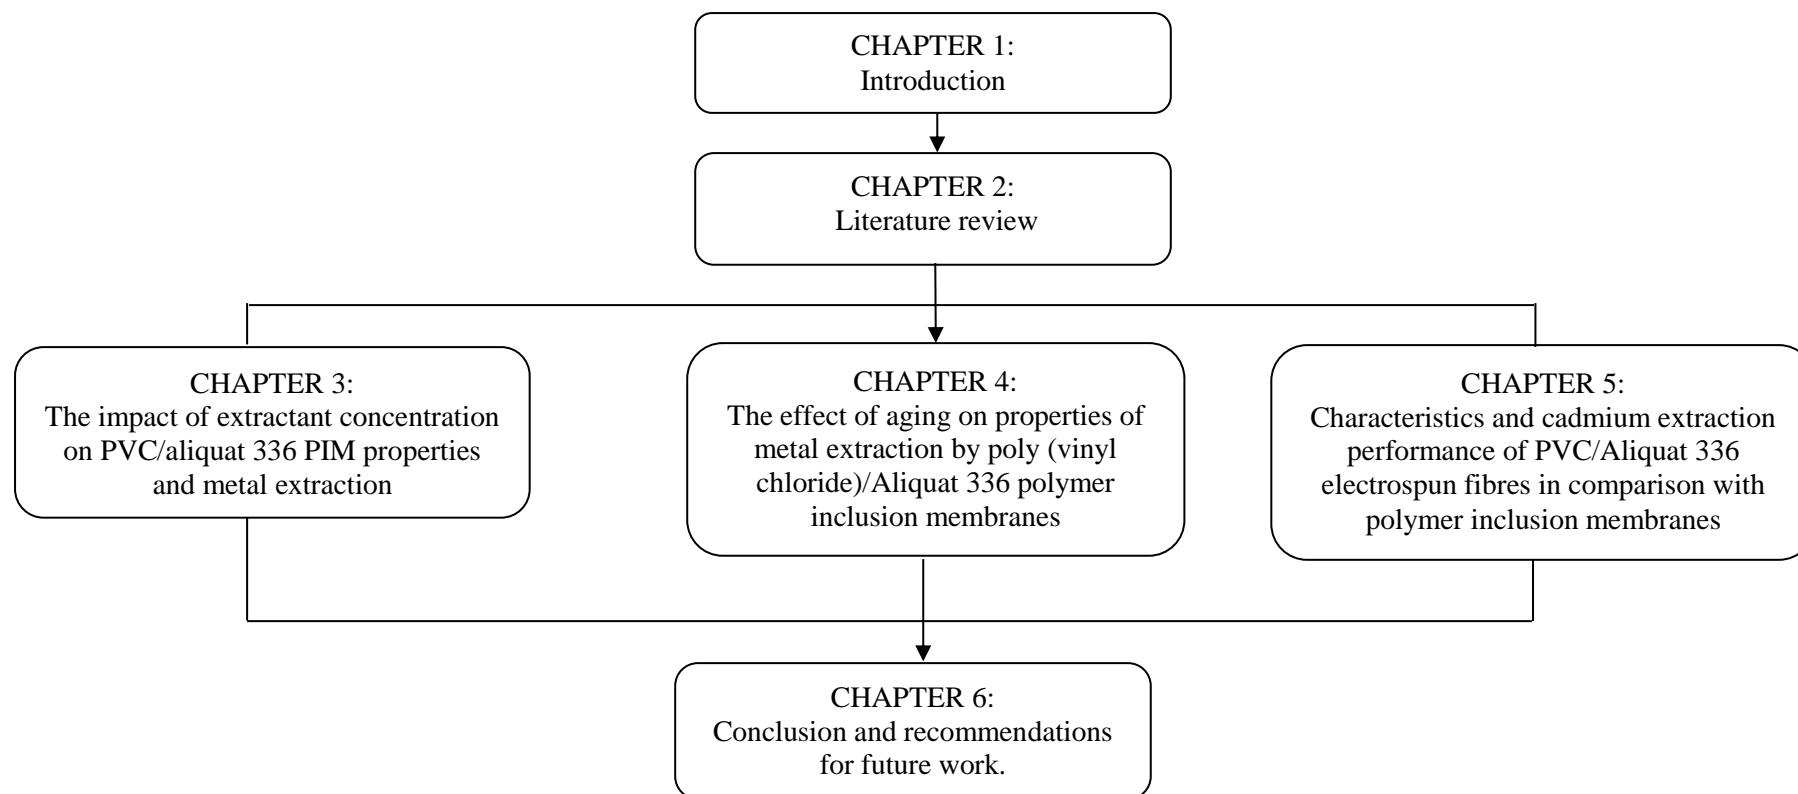 CHAPTER 1:
Introduction
CHAPTER 2:
Literature review
CHAPTER 3:
The impact of extractant concentration
on PVC/aliquat 336 PIM properties
and metal extraction
CHAPTER 4:
The effect of aging on properties of
metal extraction by poly (vinyl
chloride)/Aliquat 336 polymer
inclusion membranes
CHAPTER 5:
Characteristics and cadmium extraction
performance of PVC/Aliquat 336
electrospun fibres in comparison with
polymer inclusion membranes
CHAPTER 6:
Conclusion and recommendations
for future work.